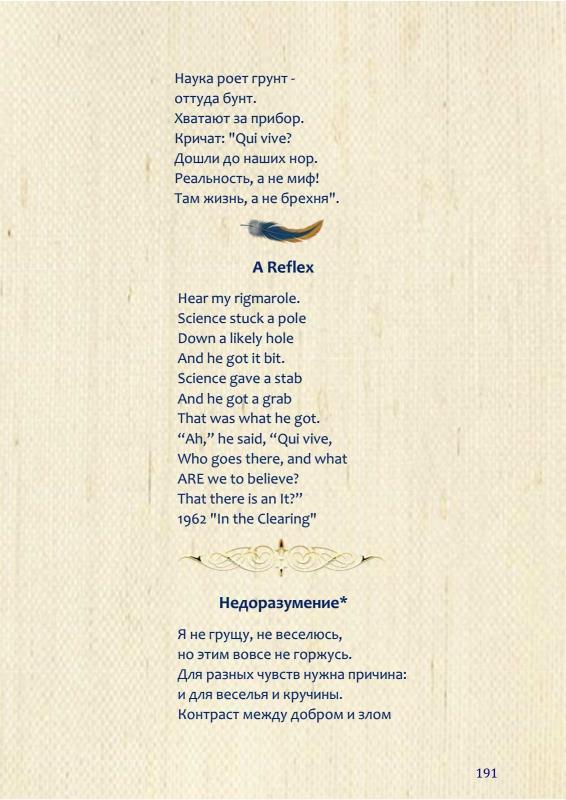 Наука роет грунт -
оттуда бунт.
Хватают за прибор.
Кричат: "Qui vive?
Дошли до наших нор.
Реальность, а не миф!
Там жизнь, а не брехня".
A Reflex
Hear my rigmarole.
Science stuck a pole
Down a likely hole
And he got it bit.
Science gave a stab
And he got a grab
That was what he got.
“Ah,” he said, “Qui vive,
Who goes there, and what
ARE we to believe?
That there is an It?”
1962 "In the Clearing"
Недоразумение*
Я не грущу, не веселюсь,
но этим вовсе не горжусь.
Для разных чувств нужна причина:
и для веселья и кручины.
Контраст между добром и злом
191